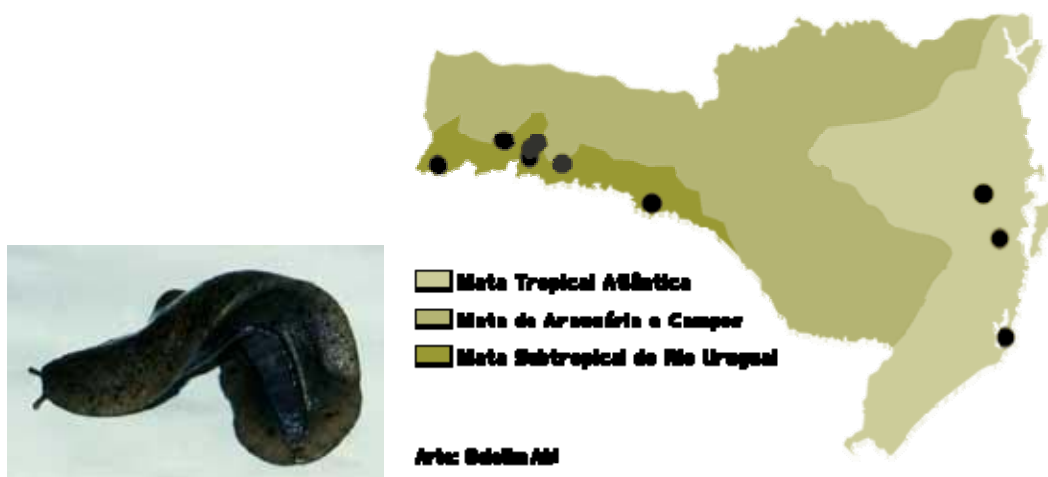 Mata Tropical Atlântica
Mata de Araucária e Campos
Mata Subtropical do Rio Uruguai
Arte: